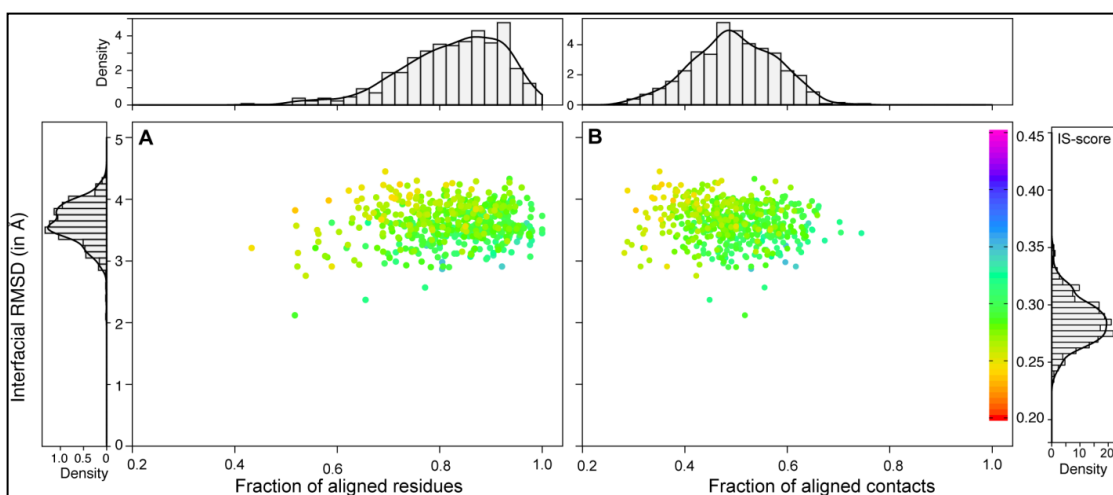 Density
0 2 4
0 2 4
A
B
IS-score
Interfacial RMSD (in Å)
5
4
3
2
1
0
0.45
0.40
0.35
0.30
0.25
0.20
1.0 0.5 0
Density
0.2 0.4 0.6 0.8 1.0
Fraction of aligned residues
0.2 0.4 0.6 0.8 1.0
Fraction of aligned contacts
0 10 20
Density